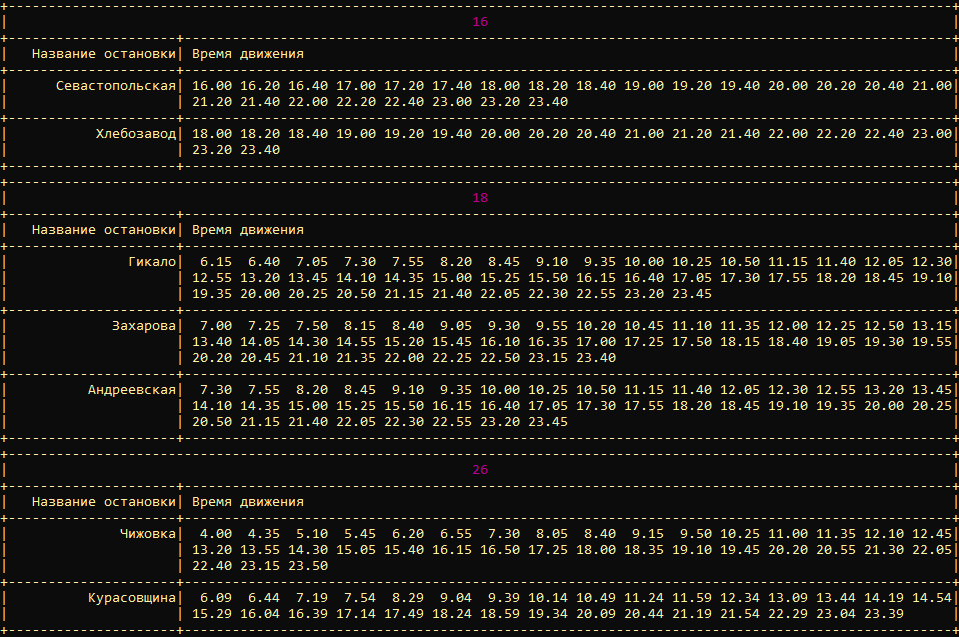 16
Название остановки| Время движения
Севастопольская| 16.00 16.20 16.40 17.00 17.20 17.40 18.00 18.20 18.40 19.00 19.20 19.40 20.00 20.20 20.40 21.00
21.20 21.40 22.00 22.20 22.40 23.00 23.20 23.40
Хлебозавод| 18.00 18.20 18.40 19.00 19.20 19.40 20.00 20.20 20.40 21.00 21.20 21.40 22.00 22.20 22.40 23.00
23.20 23.40
18
Название остановки| Время движения
Гикало| 6.15 6.40 7.05 7.30 7.55 8.20 8.45 9.10 9.35 10.00 10.25 10.50 11.15 11.40 12.05 12.30
12.55 13.20 13.45 14.10 14.35 15.00 15.25 15.50 16.15 16.40 17.05 17.30 17.55 18.20 18.45 19.10
19.35 20.00 20.25 20.50 21.15 21.40 22.05 22.30 22.55 23.20 23.45
Захарова| 7.00 7.25 7.50 8.15 8.40 9.05 9.30 9.55 10.20 10.45 11.10 11.35 12.00 12.25 12.50 13.15
13.40 14.05 14.30 14.55 15.20 15.45 16.10 16.35 17.00 17.25 17.50 18.15 18.40 19.05 19.30 19.55
20.20 20.45 21.10 21.35 22.00 22.25 22.50 23.15 23.40
Андреевская| 7.30 7.55 8.20 8.45 9.10 9.35 10.00 10.25 10.50 11.15 11.40 12.05 12.30 12.55 13.20 13.45
14.10 14.35 15.00 15.25 15.50 16.15 16.40 17.05 17.30 17.55 18.20 18.45 19.10 19.35 20.00 20.25
20.50 21.15 21.40 22.05 22.30 22.55 23.20 23.45
26
Название остановки| Время движения
Чижовка| 4.00 4.35 5.10 5.45 6.20 6.55 7.30 8.05 8.40 9.15 9.50 10.25 11.00 11.35 12.10 12.45
13.20 13.55 14.30 15.05 15.40 16.15 16.50 17.25 18.00 18.35 19.10 19.45 20.20 20.55 21.30 22.05
22.40 23.15 23.50
Курасовщина| 6.09 6.44 7.19 7.54 8.29 9.04 9.39 10.14 10.49 11.24 11.59 12.34 13.09 13.44 14.19 14.54
15.29 16.04 16.39 17.14 17.49 18.24 18.59 19.34 20.09 20.44 21.19 21.54 22.29 23.04 23.39